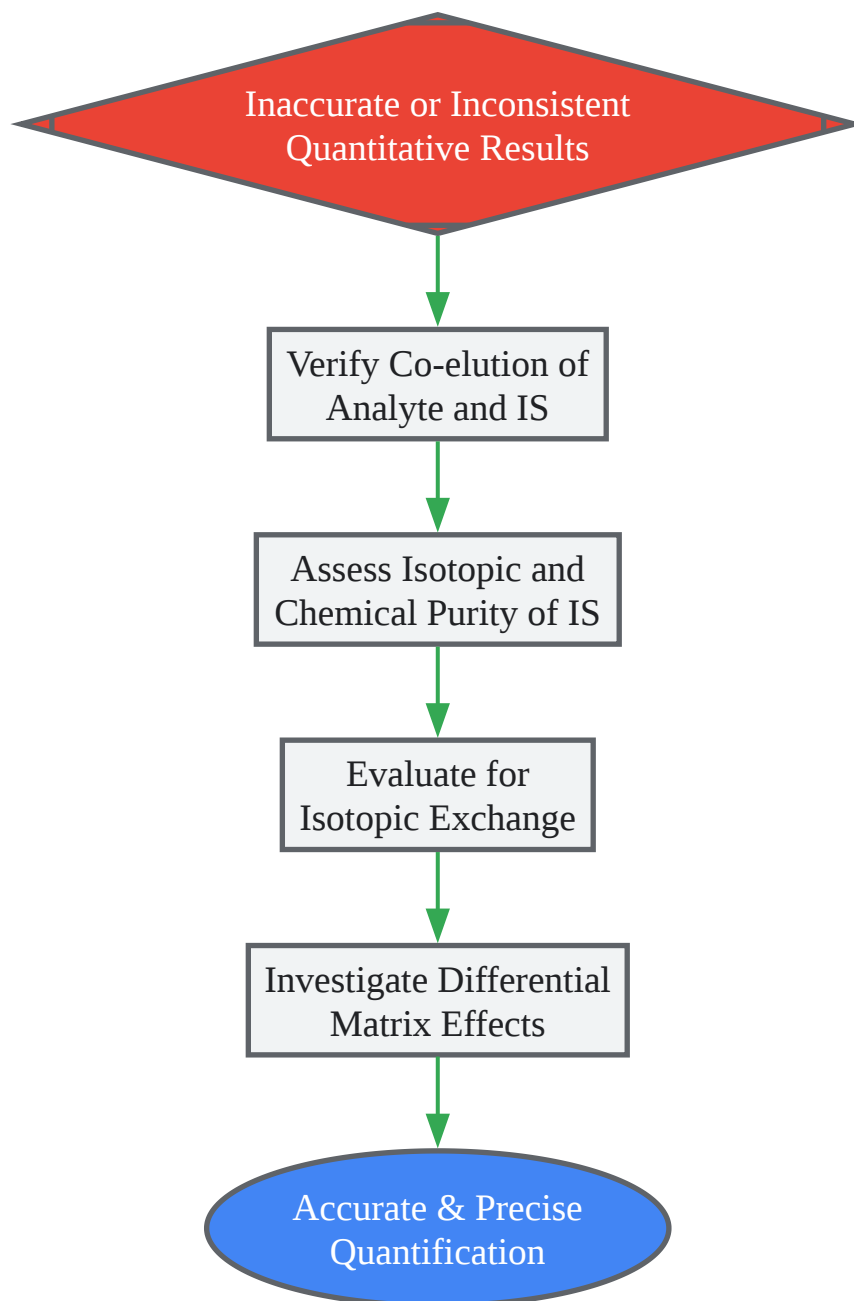 Inaccurate or Inconsistent
Quantitative Results
Verify Co-elution of
Analyte and IS
Assess Isotopic and
Chemical Purity of IS
Evaluate for
Isotopic Exchange
Investigate Differential
Matrix Effects
Accurate & Precise
Quantification